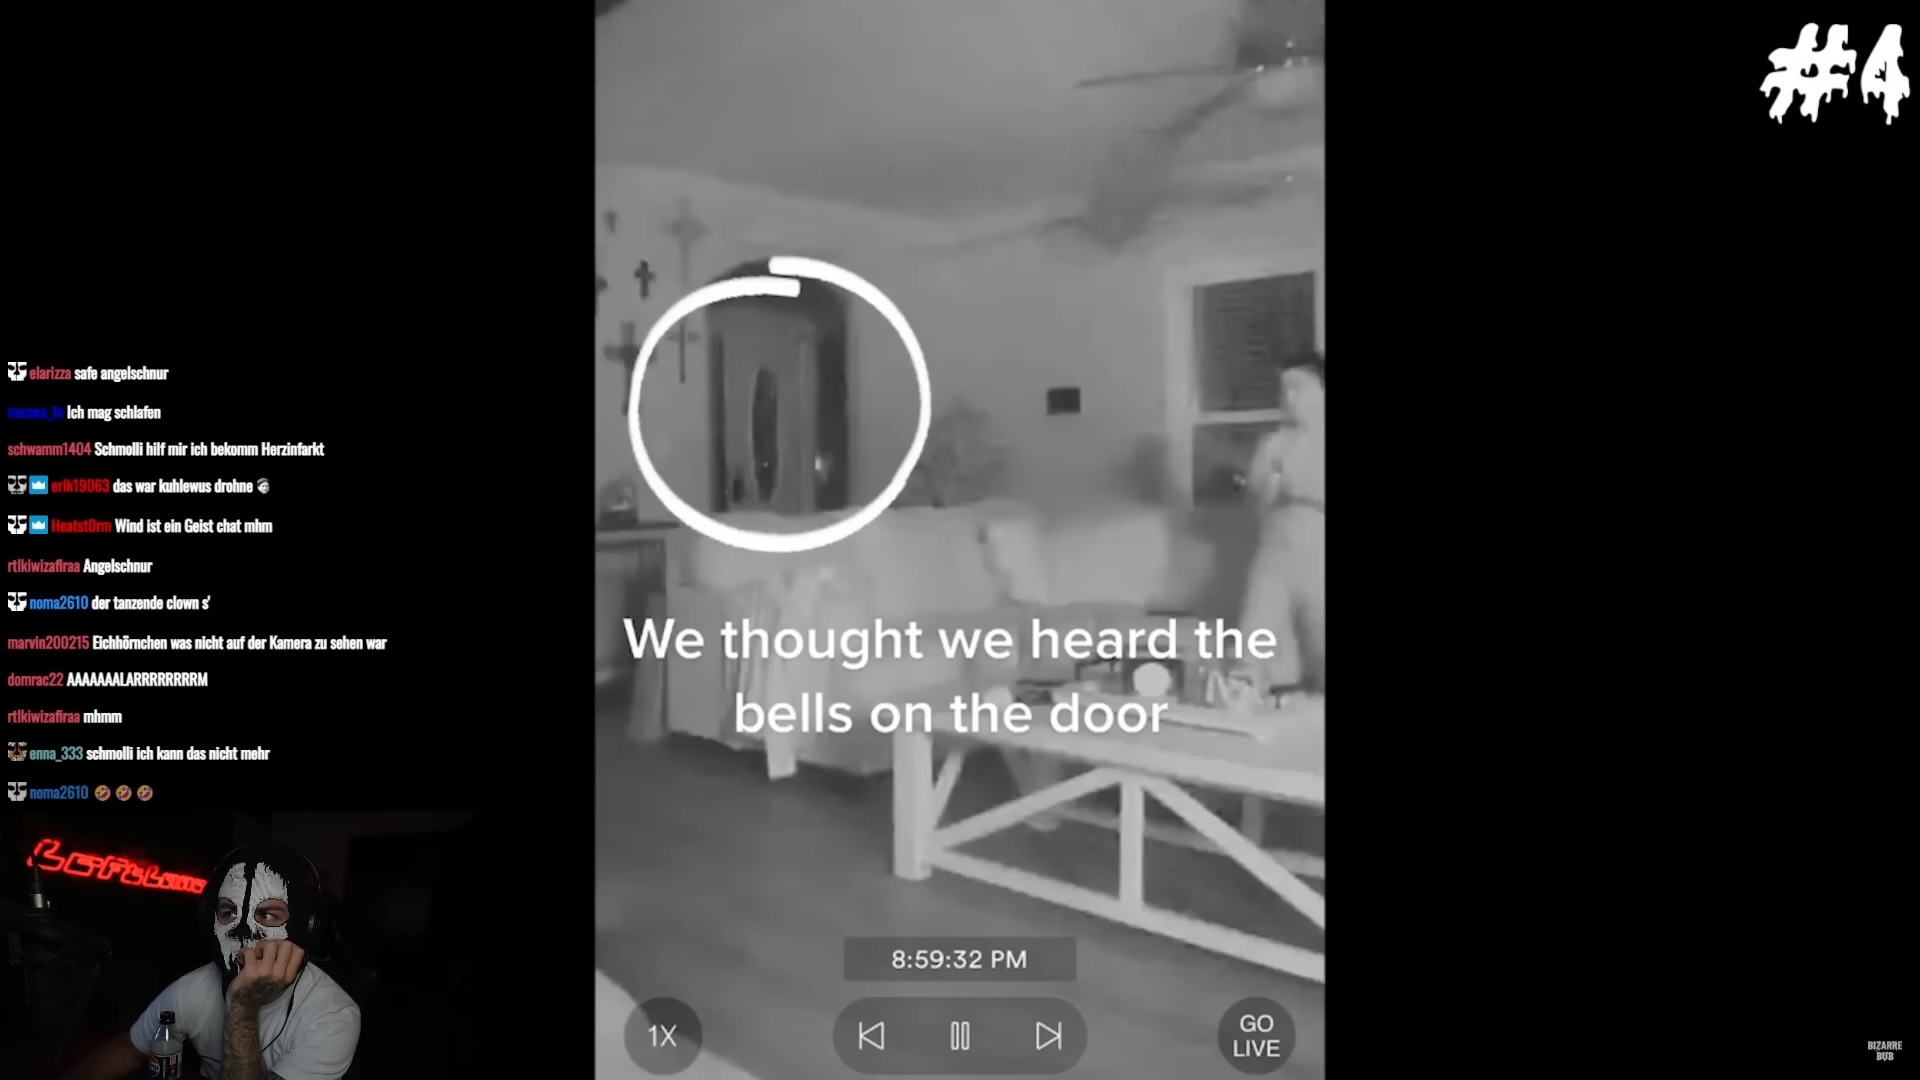 #4
elarizza safe angelschnur
Ich mag schlafen
schwamm1404 Schmolli hilf mir ich bekomm Herzinfarkt
erik19063 das war kuhlewus drohne
Heatst0rm Wind ist ein Geist chat mhm
rtlkiwizafiraa Angelschnur
noma2610 der tanzende clown s'
marvin200215 Eichhörnchen was nicht auf der Kamera zu sehen war
domrac22 AAAAAAALARRRRRRRRM
rtlkiwizafiraa mhmm
enna_333 schmolli ich kann das nicht mehr
noma2610
We thought we heard the
bells on the door
8:59:32 PM
1X
GO
LIVE
BIZARRE
BUB